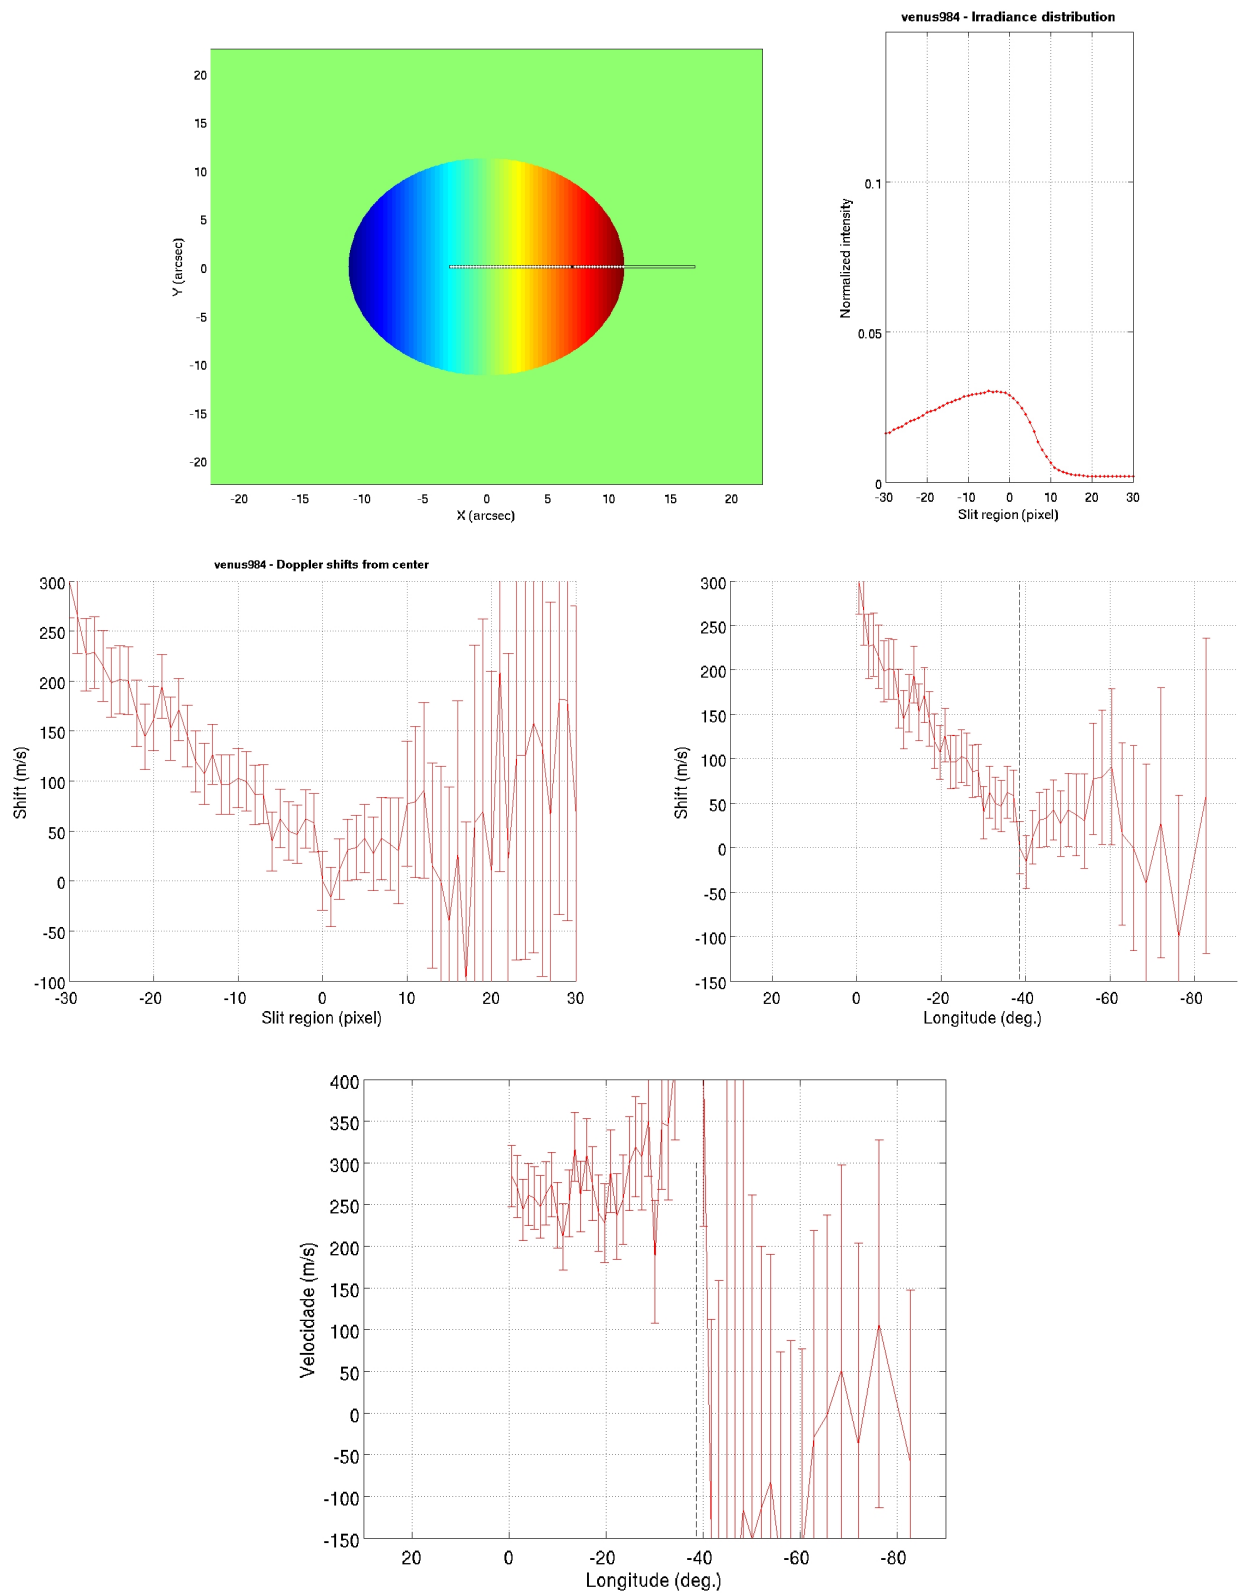 venus984 - Irradiance distribution
20
15
10
5
0
-5
-10
-15
-20
Y (arcsec)
-20 -15 -10 -5 0 5 10 15 20
X (arcsec)
0.1
0.05
0
Normalized intensity
-30 -20 -10 0 10 20 30
Slit region (pixel)
venus984 - Doppler shifts from center
300
250
200
150
100
50
0
-50
-100
Shift (m/s)
-30 -20 -10 0 10 20 30
Slit region (pixel)
300
250
200
150
100
50
0
-50
-100
-150
Shift (m/s)
20 0 -20 -40 -60 -80
Longitude (deg.)
400
350
300
250
200
150
100
50
0
-50
-100
-150
Velocidade (m/s)
20 0 -20 -40 -60 -80
Longitude (deg.)